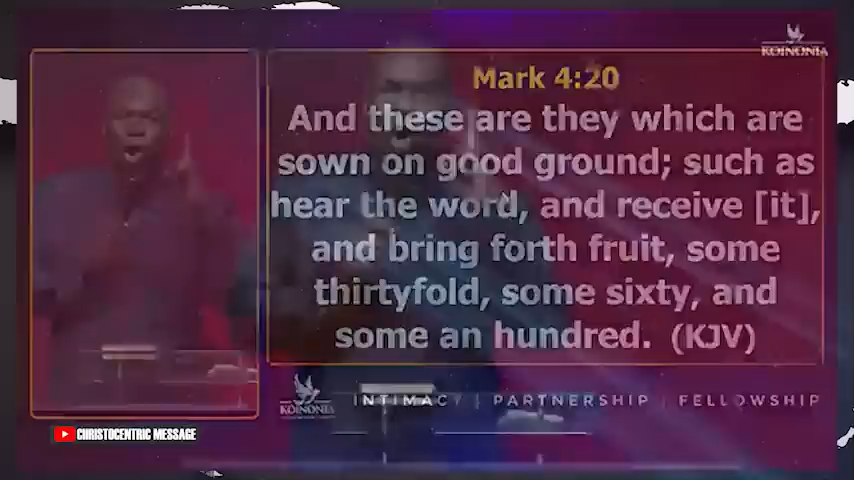 KOINONIA
Mark 4:20
And these are they which are
sown on good ground; such as
hear the word, and receive [it],
and bring forth fruit, some
thirtyfold, some sixty, and
some an hundred. (KJV)
KOINONIA
INTIMACY | PARTNERSHIP | FELLOWSHIP
CHRISTOCENTRIC MESSAGE